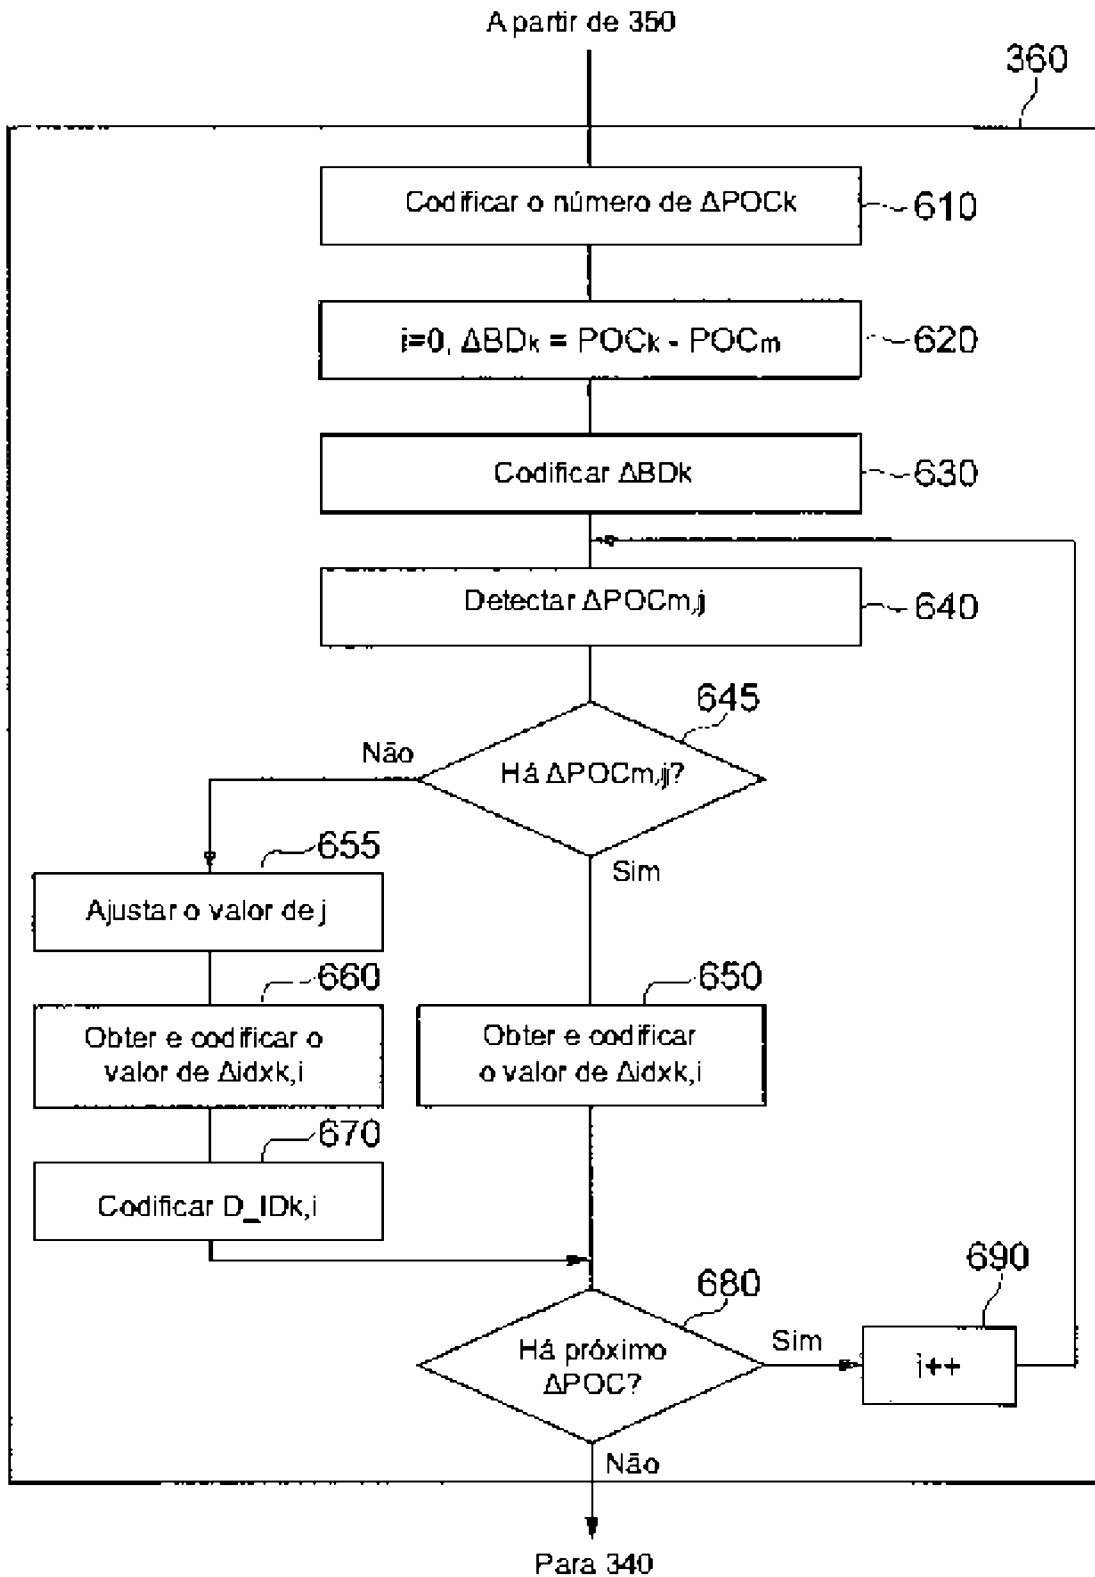 A partir de 350
360
Codificar o número de ΔPOCk
610
i=0, ΔBDk = POCk - POCm
620
Codificar ΔBDk
630
Detectar ΔPOCm,j
640
645
Não
Há ΔPOCm,j?
Sim
655
Ajustar o valor de j
660
Obter e codificar o
valor de Δidxk,i
650
Obter e codificar
o valor de Δidxk,i
670
Codificar D_IDk,i
680
Há próximo
ΔPOC?
Sim
690
i++
Não
Para 340